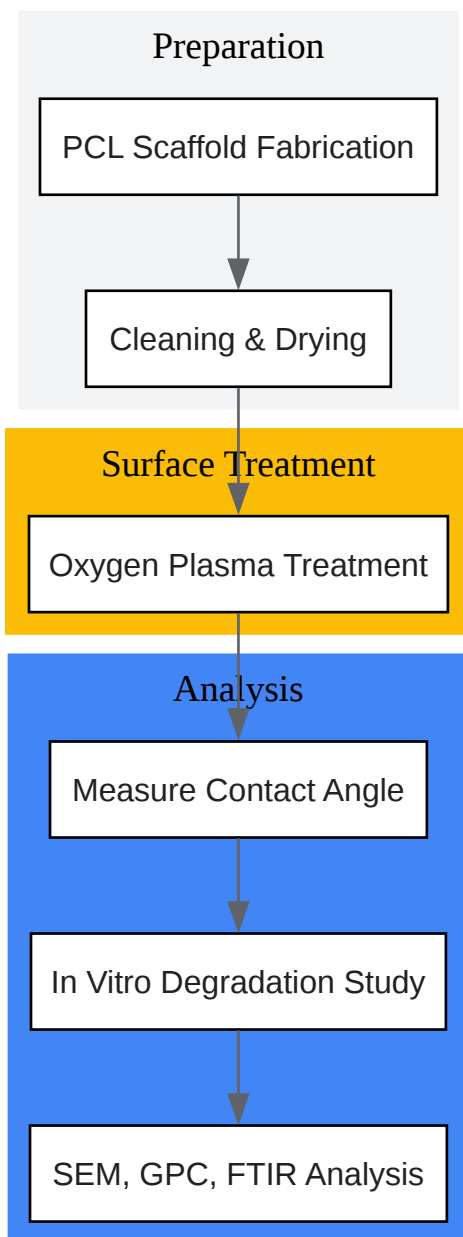 Preparation
PCL Scaffold Fabrication
Cleaning & Drying
Surface Treatment
Oxygen Plasma Treatment
Analysis
Measure Contact Angle
In Vitro Degradation Study
SEM, GPC, FTIR Analysis